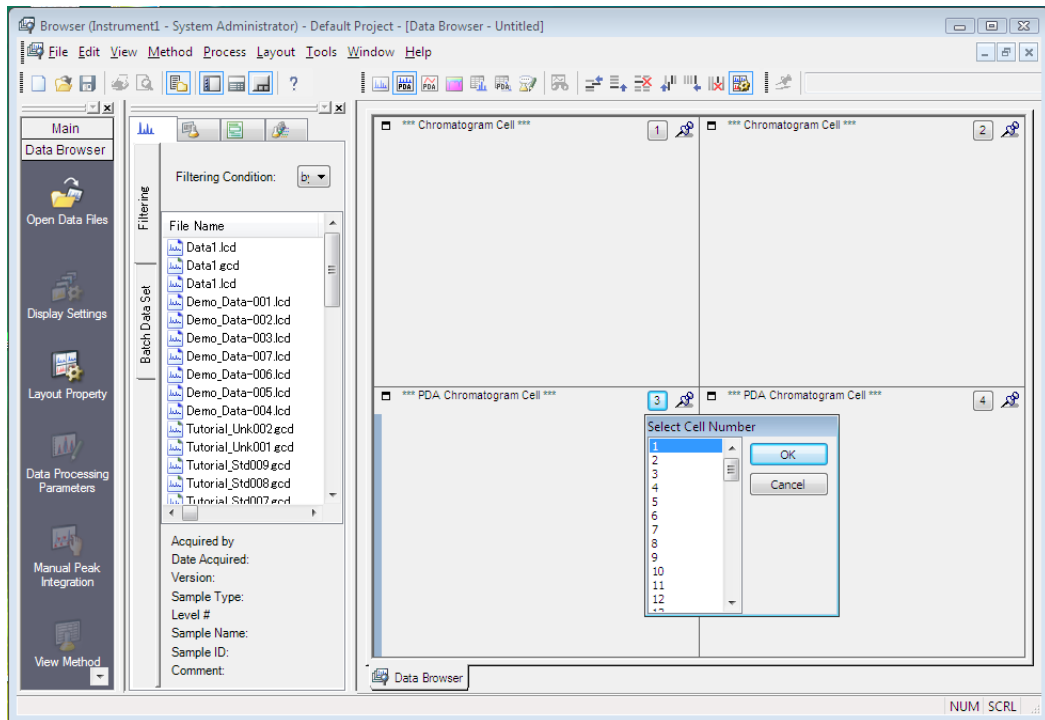 Browser (Instrument1 - System Administrator) - Default Project - [Data Browser - Untitled]
File Edit View Method Process Layout Tools Window Help
PDA
PDA
?
Main
Data Browser
Open Data Files
Display Settings
Layout Property
Data Processing
Parameters
Manual Peak
Integration
View Method
Filtering
Batch Data Set
Filtering Condition:
File Name
Data1.lcd
Data1.gcd
Data1.lcd
Demo_Data-001.lcd
Demo_Data-002.lcd
Demo_Data-003.lcd
Demo_Data-007.lcd
Demo_Data-006.lcd
Demo_Data-005.lcd
Demo_Data-004.lcd
Tutorial_Unk002.gcd
Tutorial_Unk001.gcd
Tutorial_Std009.gcd
Tutorial_Std008.gcd
Tutorial_Std007.gcd
Acquired by
Date Acquired:
Version:
Sample Type:
Level #
Sample Name:
Sample ID:
Comment:
*** Chromatogram Cell ***
1
*** Chromatogram Cell ***
2
*** PDA Chromatogram Cell ***
3
*** PDA Chromatogram Cell ***
4
Select Cell Number
1
2
3
4
5
6
7
8
9
10
11
12
OK
Cancel
Data Browser
NUM SCRL